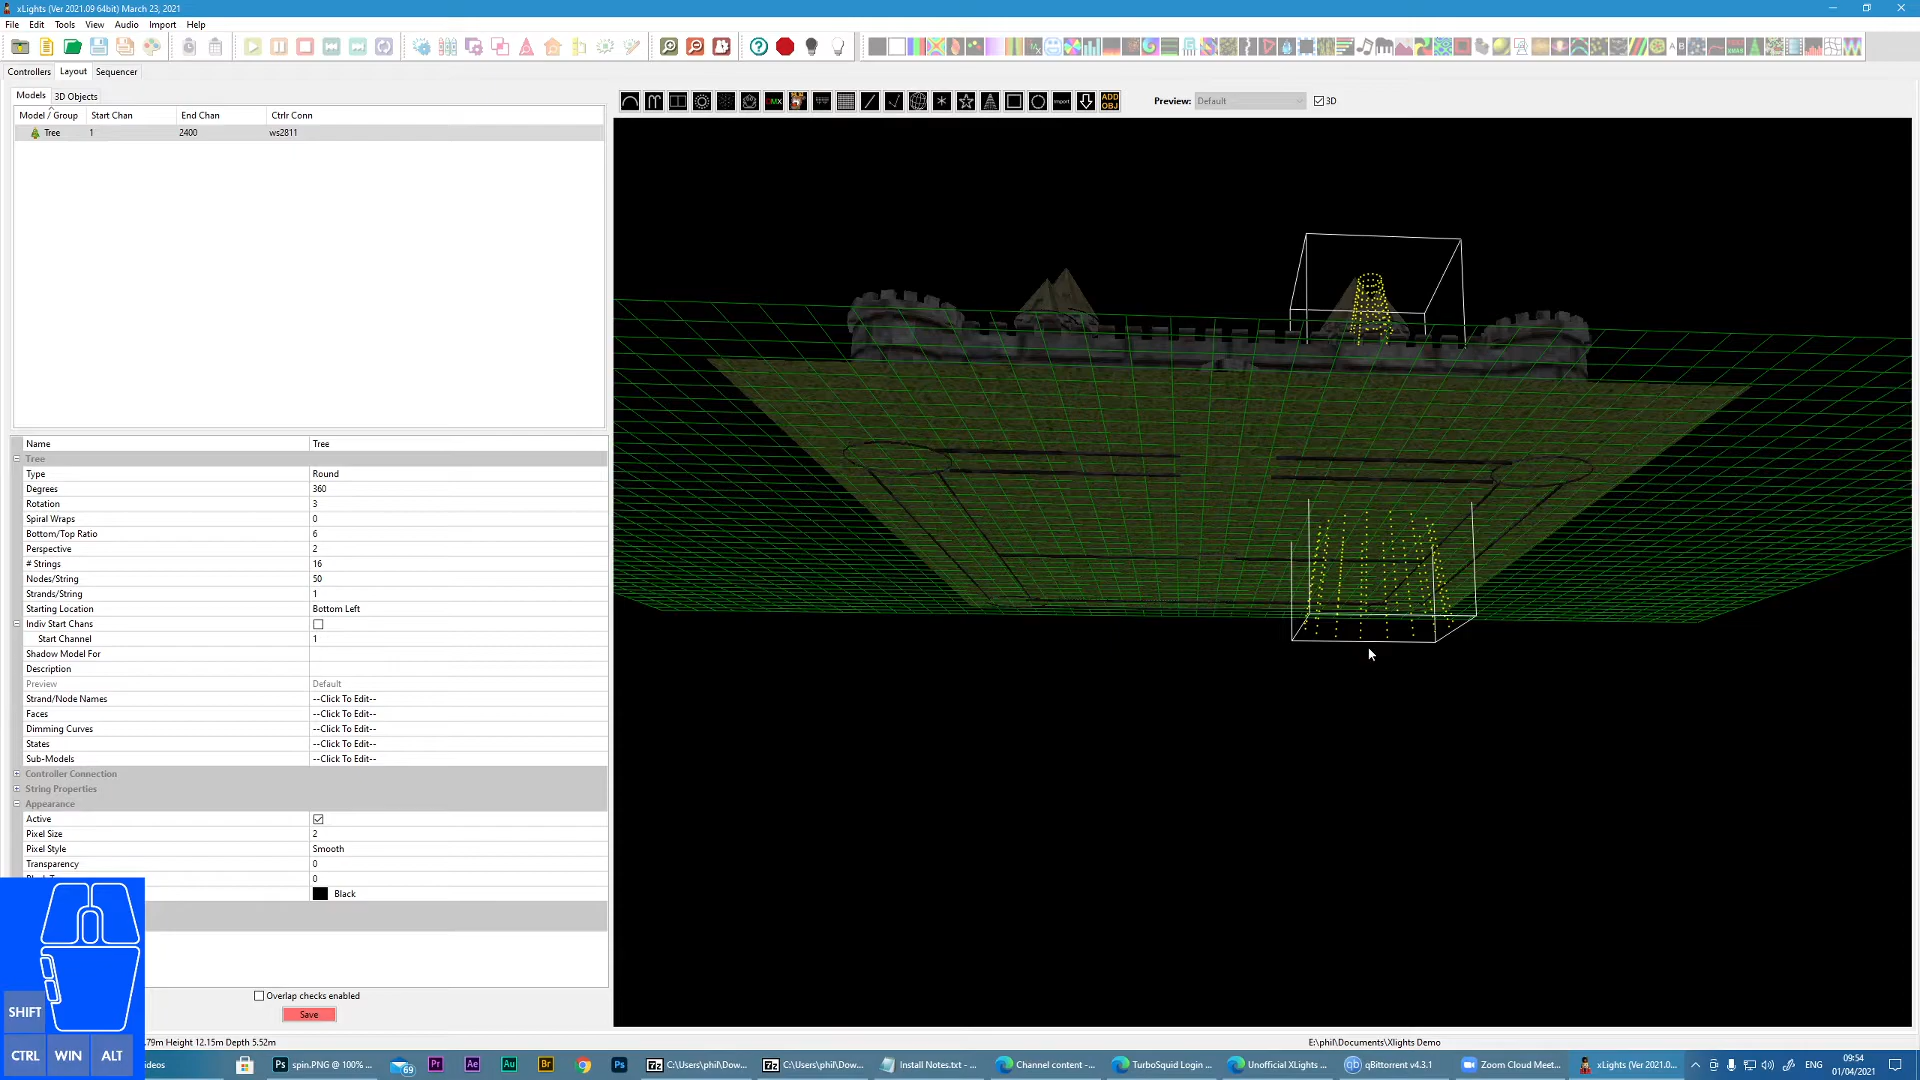 xLights (Ver 2021.09 64bit) March 23, 2021
File Edit Tools View Audio Import Help
Controllers Layout Sequencer
Models 3D Objects
Preview: Default 3D
Model / Group Start Chan End Chan Ctrlr Conn
Tree 1 2400 ws2811
Name Tree
Tree
Type Round
Degrees 360
Rotation 3
Spiral Wraps 0
Bottom/Top Ratio 6
Perspective 2
# Strings 16
Nodes/String 50
Strands/String 1
Starting Location Bottom Left
Indiv Start Chans
Start Channel 1
Shadow Model For
Description
Preview Default
Strand/Node Names --Click To Edit--
Faces --Click To Edit--
Dimming Curves --Click To Edit--
States --Click To Edit--
Sub-Models --Click To Edit--
Controller Connection
String Properties
Appearance
Active
Pixel Size 2
Pixel Style Smooth
Transparency 0
0
Black
Overlap checks enabled
Save
SHIFT
CTRL WIN ALT
.79m Height 12.15m Depth 5.52m
E:\phil\Documents\Xlights Demo
ideos
spin.PNG @ 100% ...
69
Pr
Ae
Au
Br
Ps
C:\Users\phil\Dow...
C:\Users\phil\Dow...
Install Notes.txt - ...
Channel content - ...
TurboSquid Login ...
Unofficial XLights ...
qBittorrent v4.3.1
Zoom Cloud Meet...
xLights (Ver 2021.0...
ENG
09:54
01/04/2021